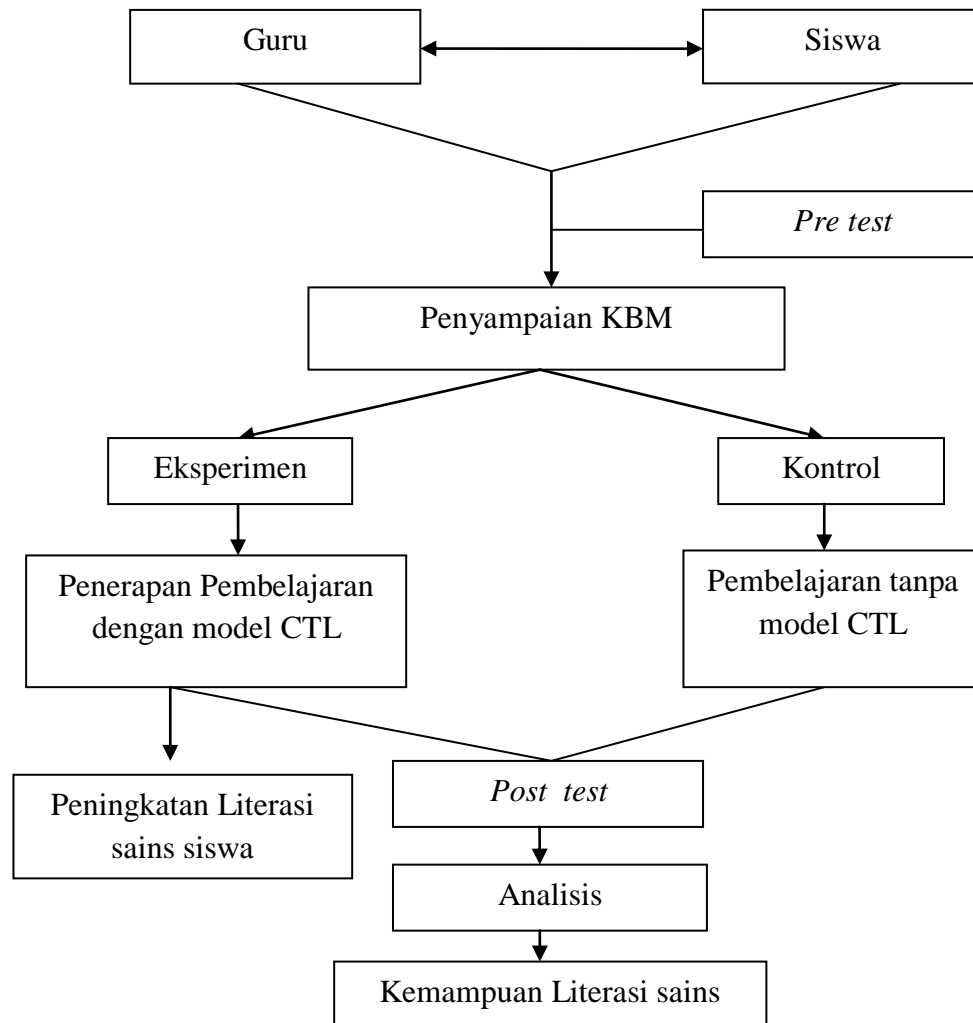 Guru
Siswa
Pre test
Penyampaian KBM
Eksperimen
Kontrol
Penerapan Pembelajaran
dengan model CTL
Pembelajaran tanpa
model CTL
Peningkatan Literasi
sains siswa
Post  test
Analisis
Kemampuan Literasi sains